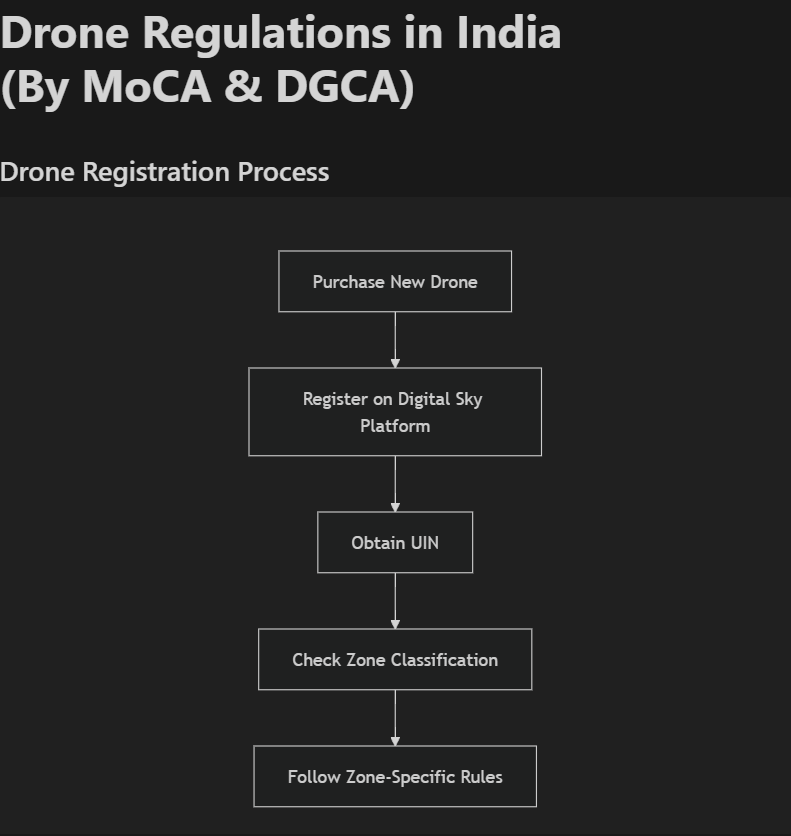 Drone Regulations in India
(By MoCA & DGCA)
Drone Registration Process
Purchase New Drone
Register on Digital Sky
Platform
Obtain UIN
Check Zone Classification
Follow Zone-Specific Rules